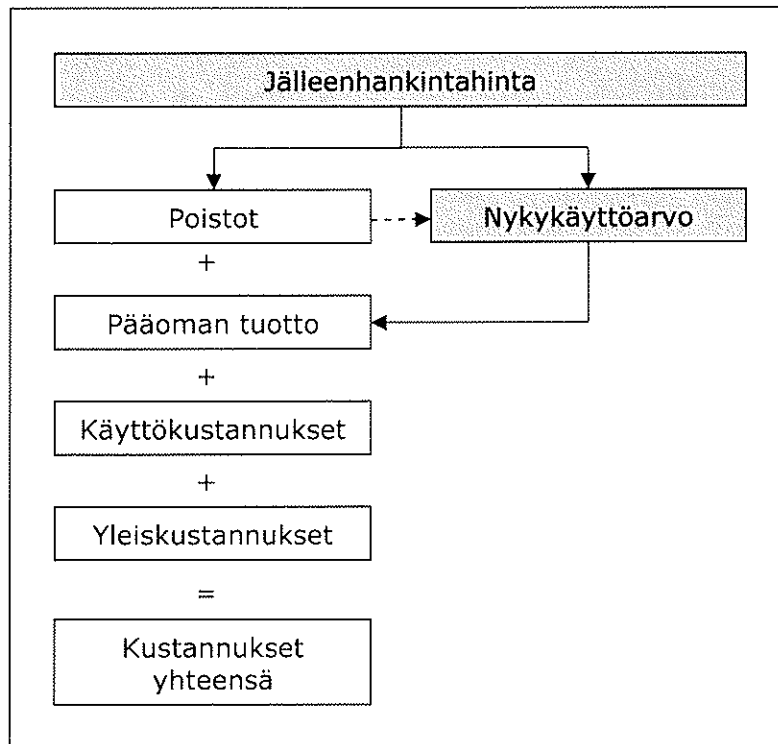 Jälleenhankintahinta
Poistot
Nykykäyttöarvo
+
Pääoman tuotto
+
Käyttökustannukset
+
Yleiskustannukset
=
Kustannukset
yhteensä